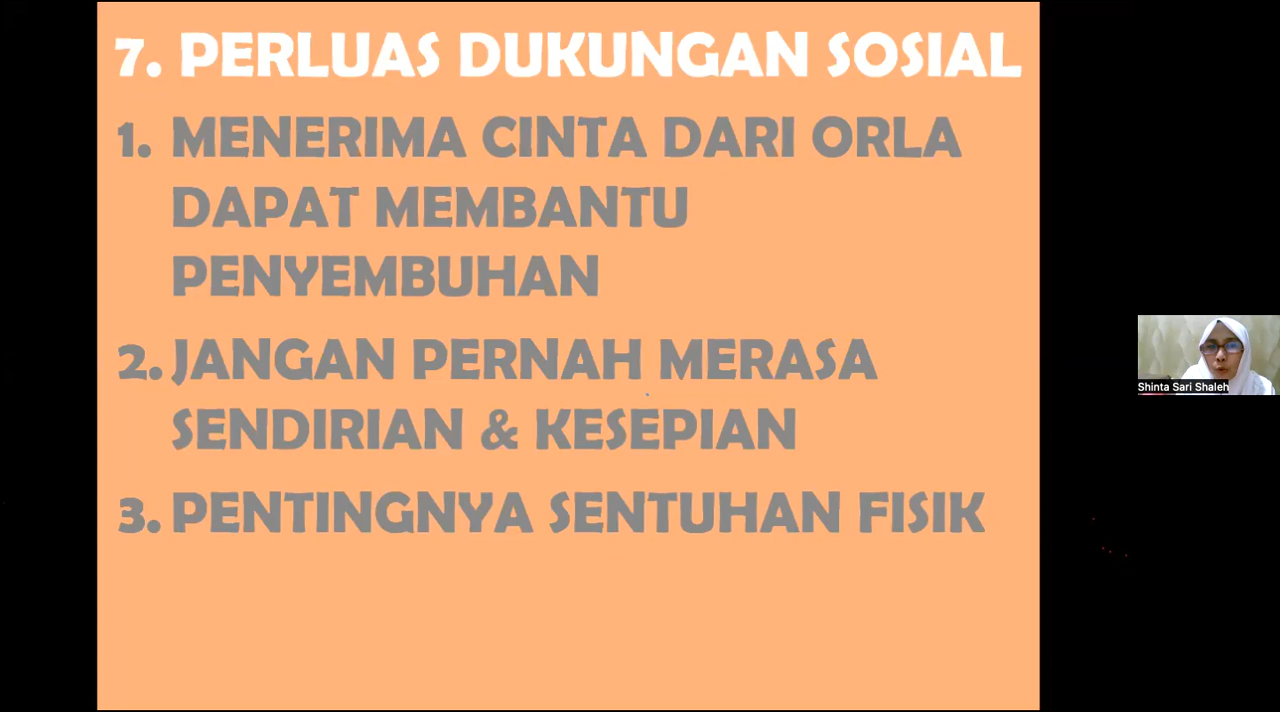 7. PERLUAS DUKUNGAN SOSIAL
1. MENERIMA CINTA DARI ORLA
DAPAT MEMBANTU
PENYEMBUHAN
2. JANGAN PERNAH MERASA
SENDIRIAN & KESEPIAN
3. PENTINGNYA SENTUHAN FISIK
Shinta Sari Shaleh